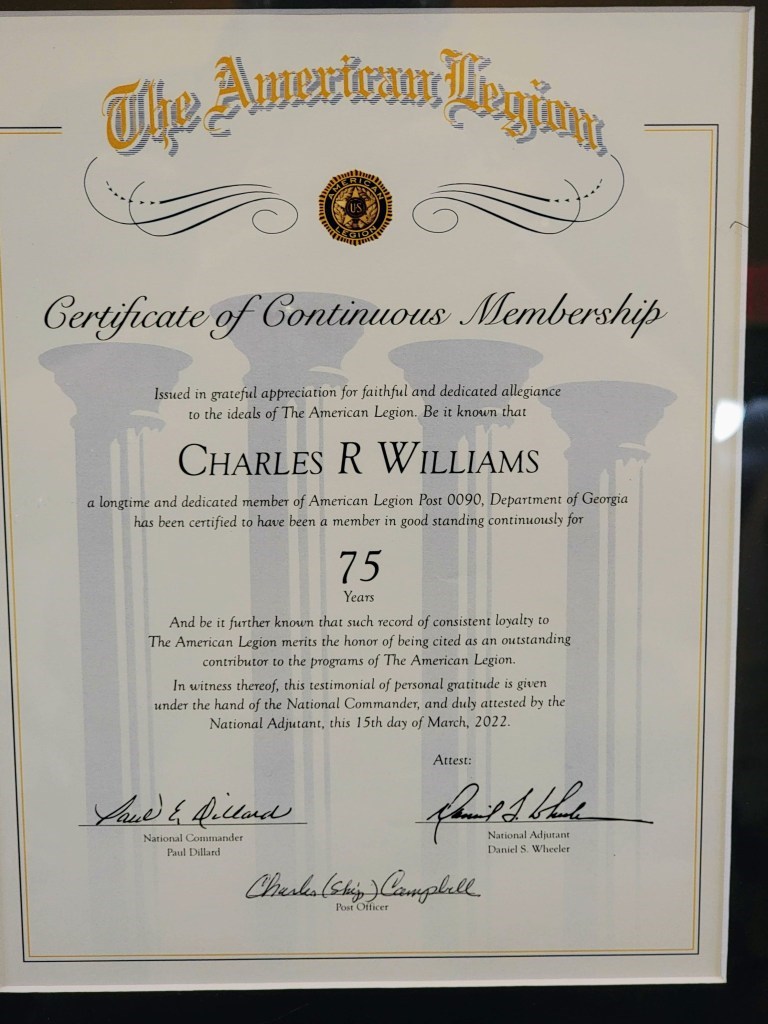 The American Legion
AMERICAN
US
LEGION
Certificate of Continuous Membership
Issued in grateful appreciation for faithful and dedicated allegiance
to the ideals of The American Legion. Be it known that
CHARLES R WILLIAMS
a longtime and dedicated member of American Legion Post 0090, Department of Georgia
has been certified to have been a member in good standing continuously for
75
Years
And be it further known that such record of consistent loyalty to
The American Legion merits the honor of being cited as an outstanding
contributor to the programs of The American Legion.
In witness thereof, this testimonial of personal gratitude is given
under the hand of the National Commander, and duly attested by the
National Adjutant, this 15th day of March, 2022.
Attest:
Paul E. Dillard
National Commander
Paul Dillard
Daniel S. Wheeler
National Adjutant
Daniel S. Wheeler
Charles (Skip) Campbell
Post Officer